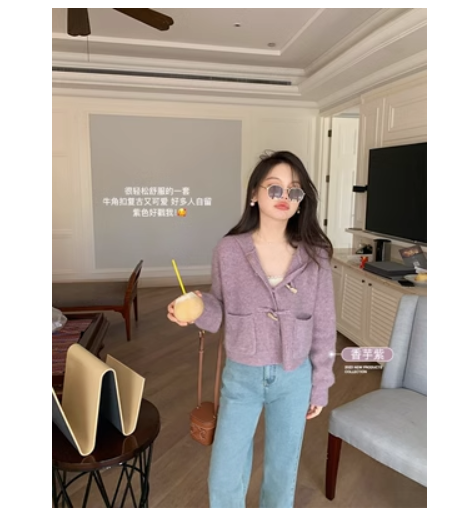 很轻松舒服的一套
牛角扣复古又可爱 好多人自留
紫色好戳我!🥰
香芋紫
2023 NEW PRODUCTS
COLLECTION